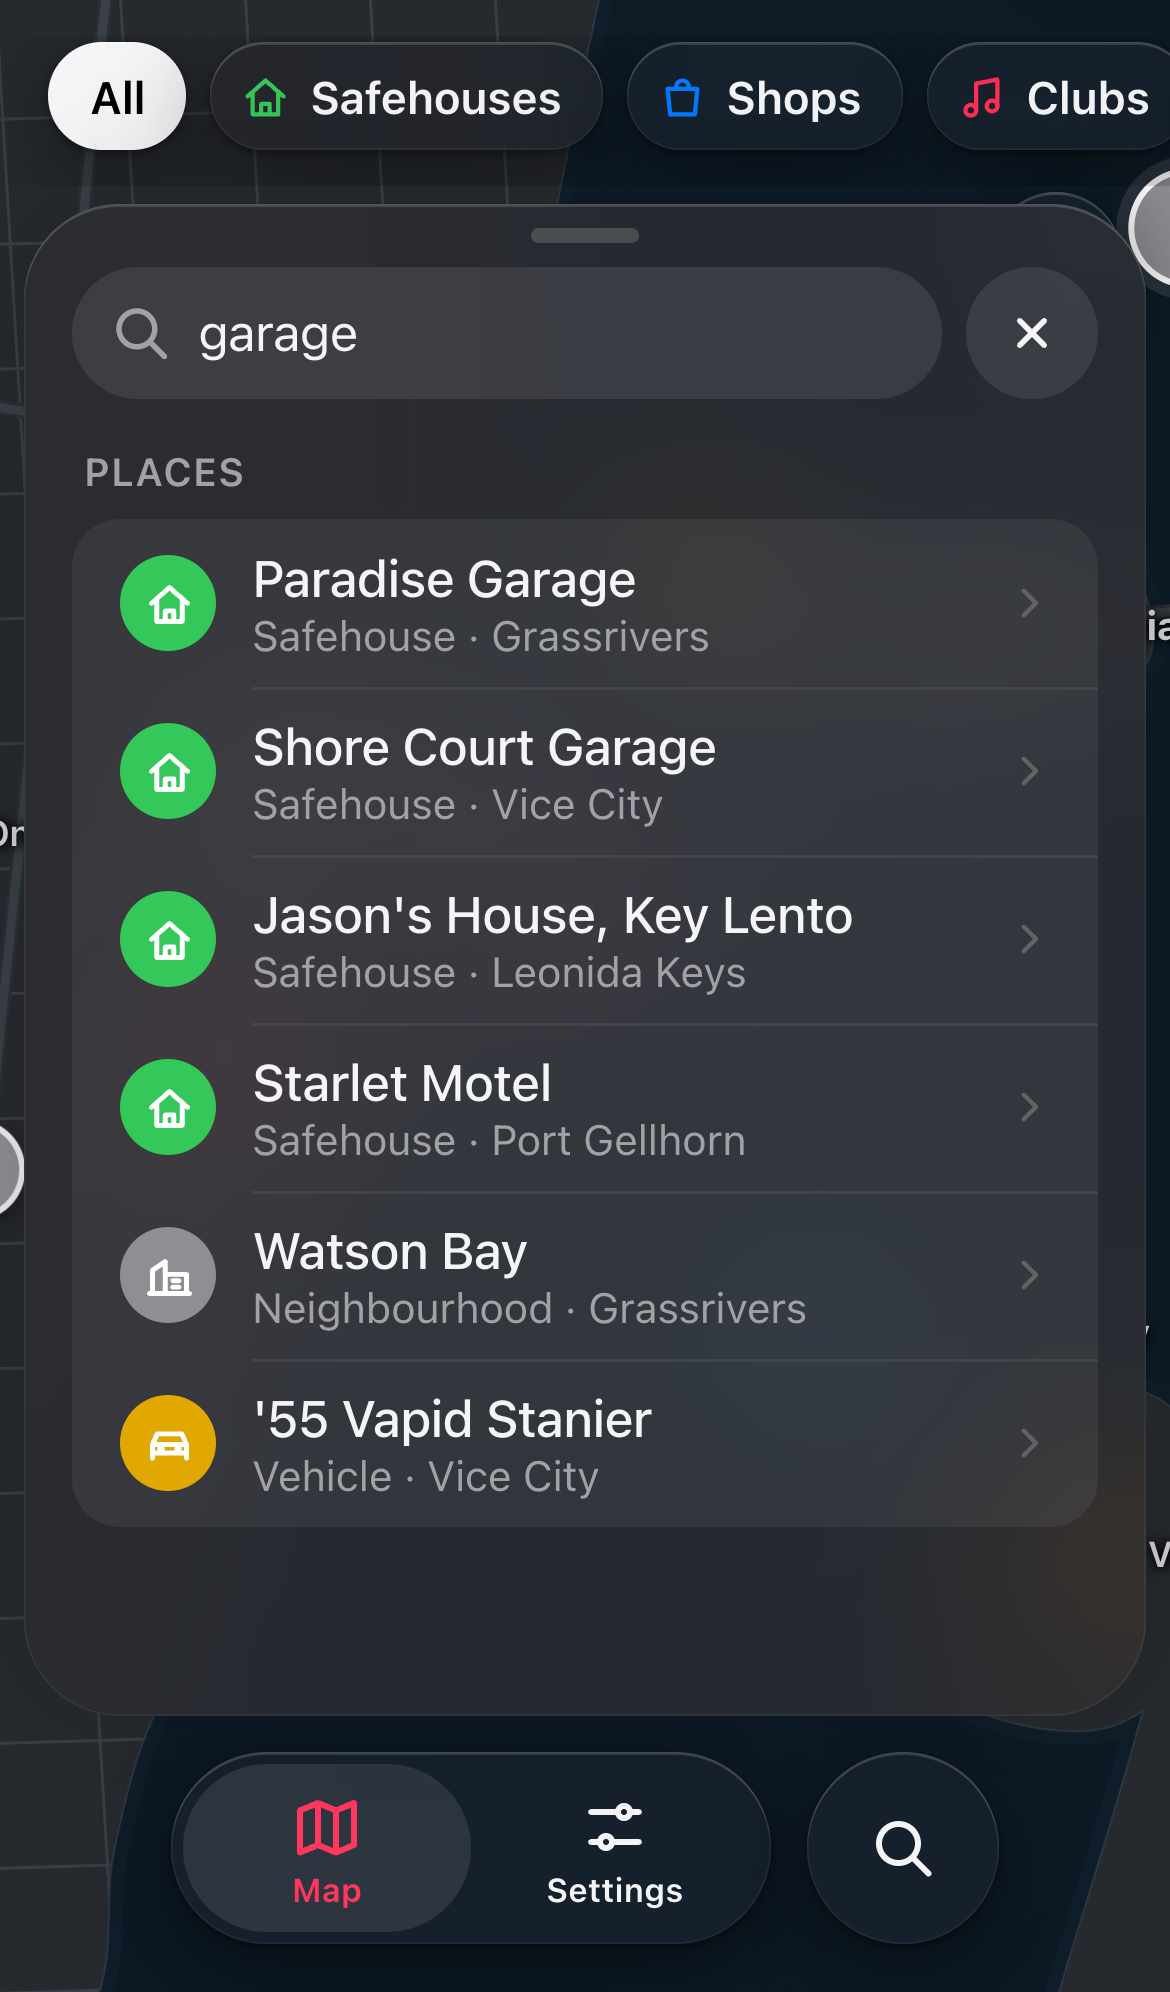 All
Safehouses
Shops
Clubs
garage
PLACES
Paradise Garage
Safehouse · Grassrivers
Shore Court Garage
Safehouse · Vice City
Jason's House, Key Lento
Safehouse · Leonida Keys
Starlet Motel
Safehouse · Port Gellhorn
Watson Bay
Neighbourhood · Grassrivers
'55 Vapid Stanier
Vehicle · Vice City
Map
Settings